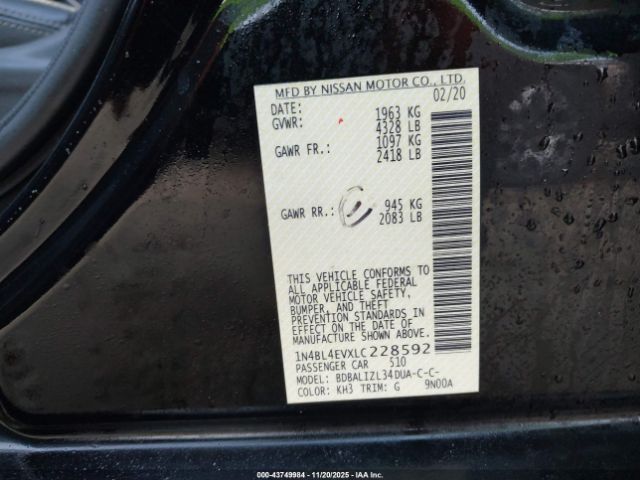 MFD BY NISSAN MOTOR CO., LTD.
DATE: 02/20
GVWR: 1963 KG
4328 LB
GAWR FR.: 1097 KG
2418 LB
GAWR RR.: 945 KG
2083 LB
THIS VEHICLE CONFORMS TO
ALL APPLICABLE FEDERAL
MOTOR VEHICLE SAFETY,
BUMPER, AND THEFT
PREVENTION STANDARDS IN
EFFECT ON THE DATE OF
MANUFACTURE SHOWN ABOVE.
1N4BL4EVXLC228592
PASSENGER CAR 510
MODEL: BDBALIZL34DUA-C-C-
COLOR: KH3 TRIM: G 9N00A
000-43749984 - 11/20/2025 - IAA Inc.